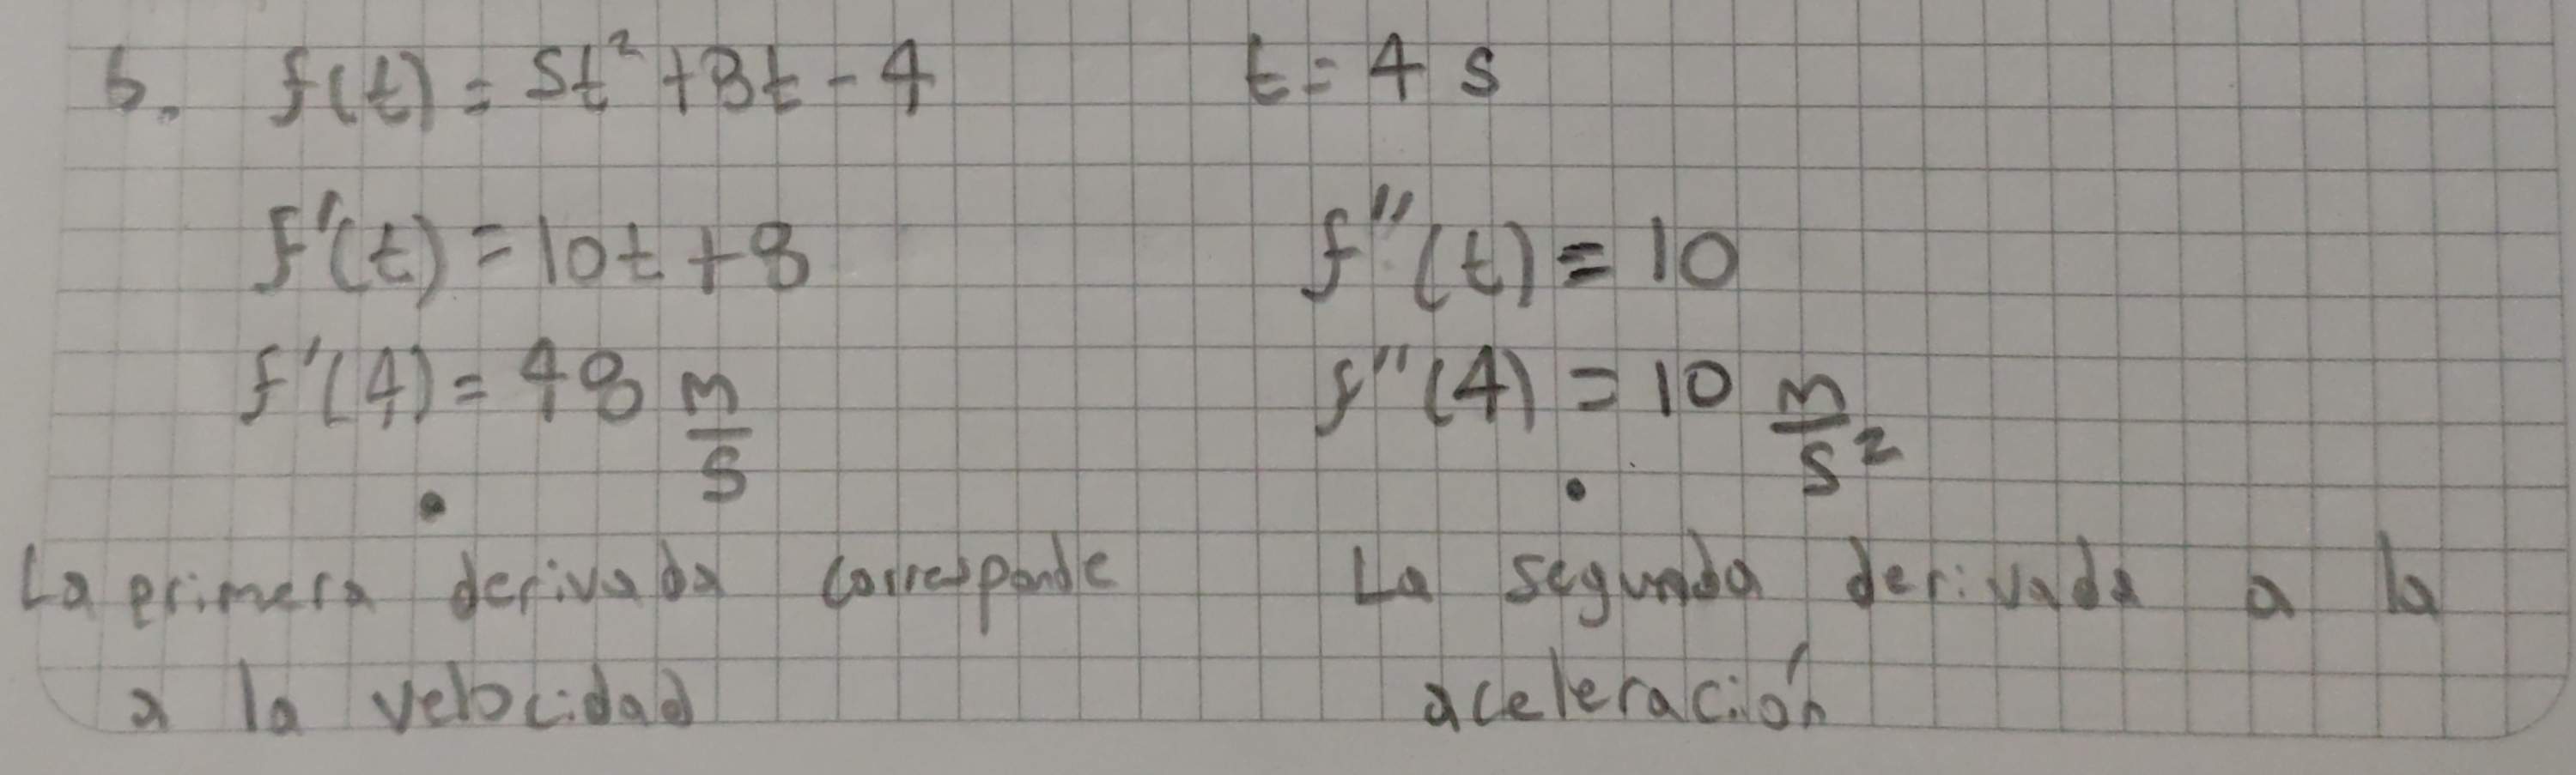 6. f(t) = 5t² + 8t - 4 t = 4 s
f'(t) = 10t + 8 f''(t) = 10
f'(4) = 48 m/s f''(4) = 10 m/s²
La primera derivada corresponde La segunda derivada a la
a la velocidad aceleración